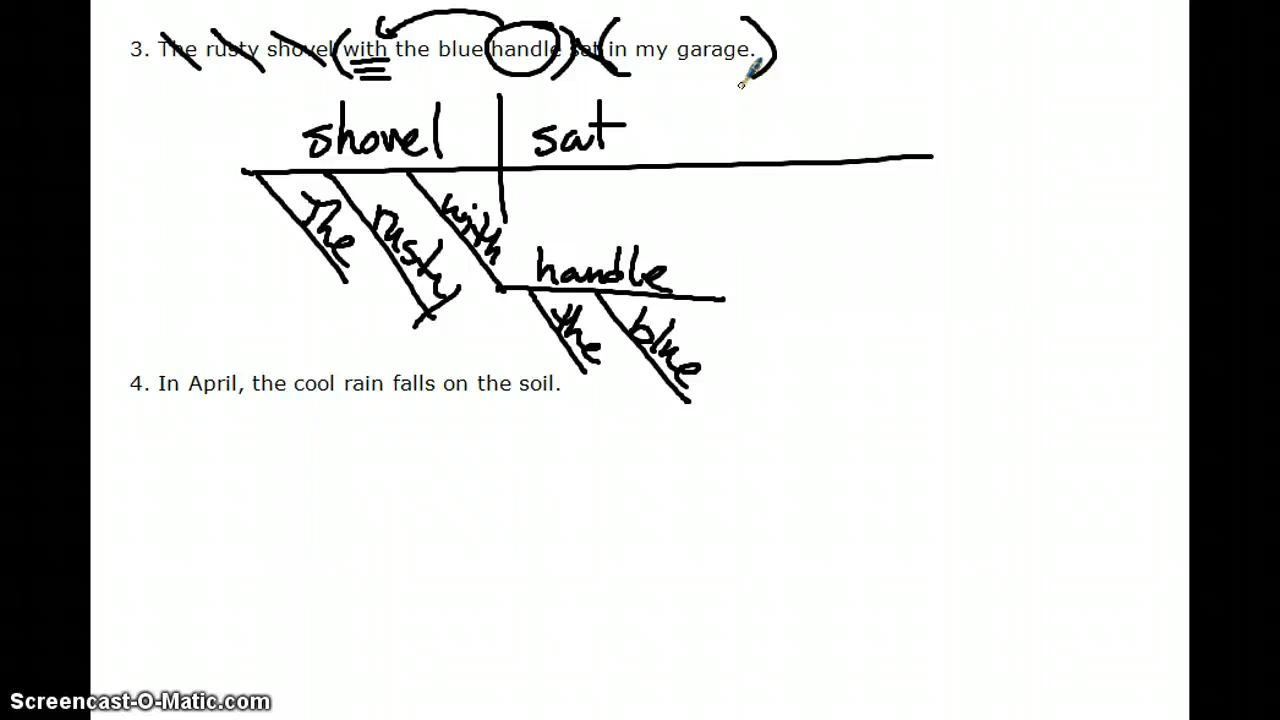 3. The rusty shovel with the blue handle sat in my garage.
shovel sat
The rusty with
handle
the blue
4. In April, the cool rain falls on the soil.
Screencast-O-Matic.com